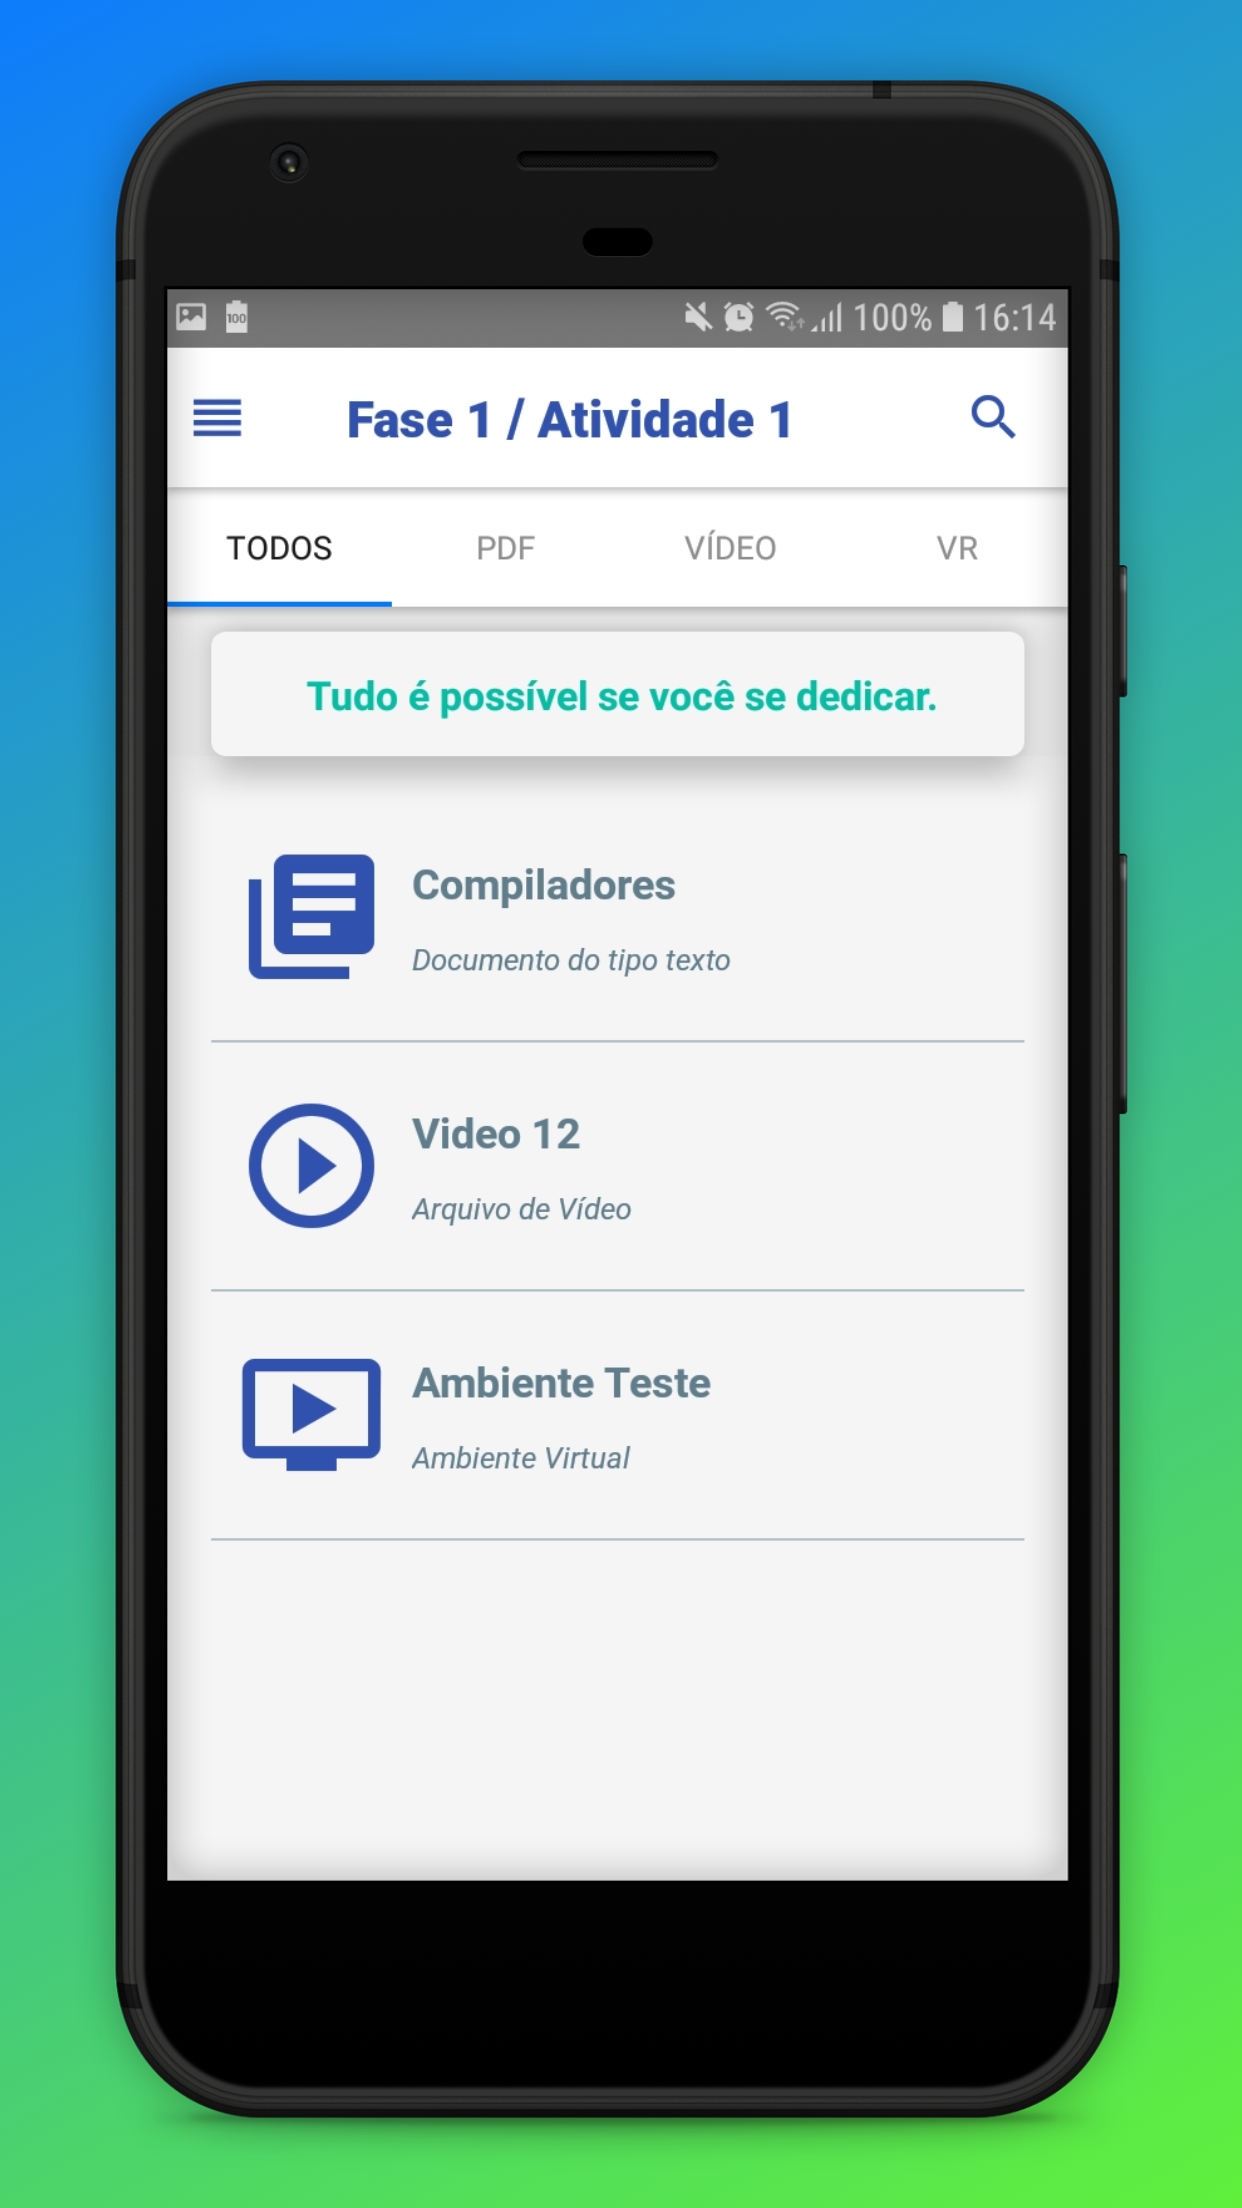 100 100% 16:14
Fase 1 / Atividade 1
TODOS PDF VÍDEO VR
Tudo é possível se você se dedicar.
Compiladores
Documento do tipo texto
Video 12
Arquivo de Vídeo
Ambiente Teste
Ambiente Virtual